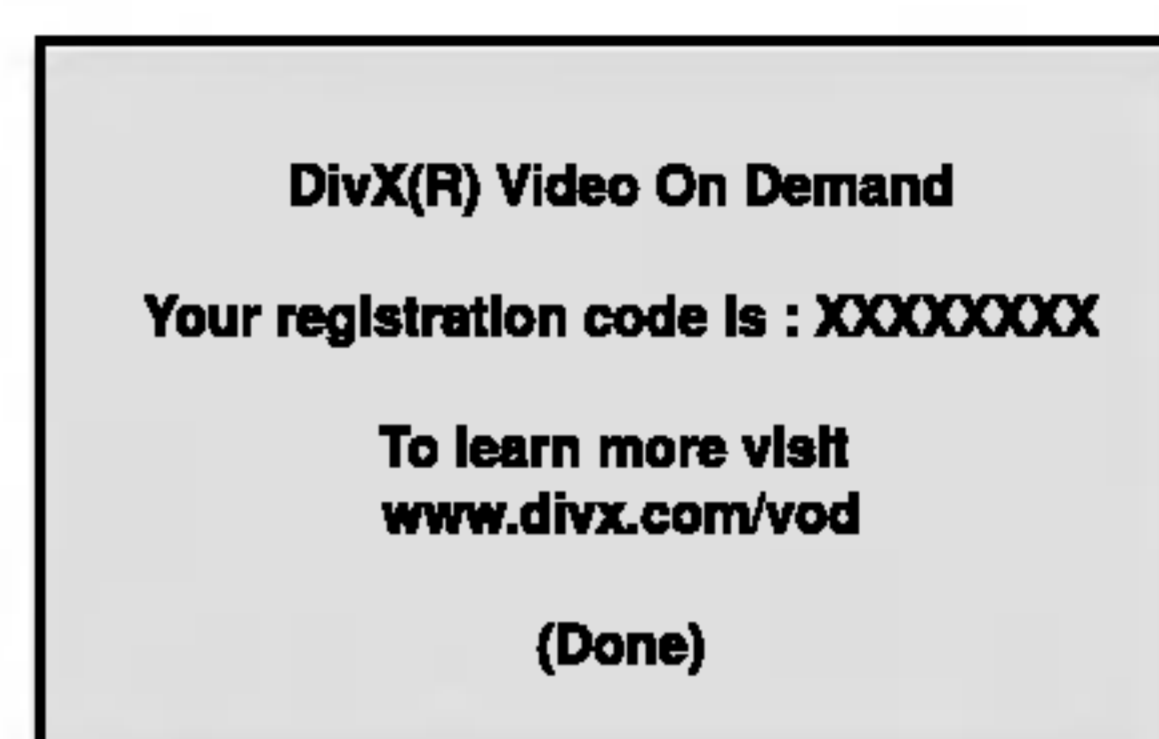 DivX(R) Video On Demand
Your registration code is : XXXXXXXX
To learn more visit
www.divx.com/vod
(Done)